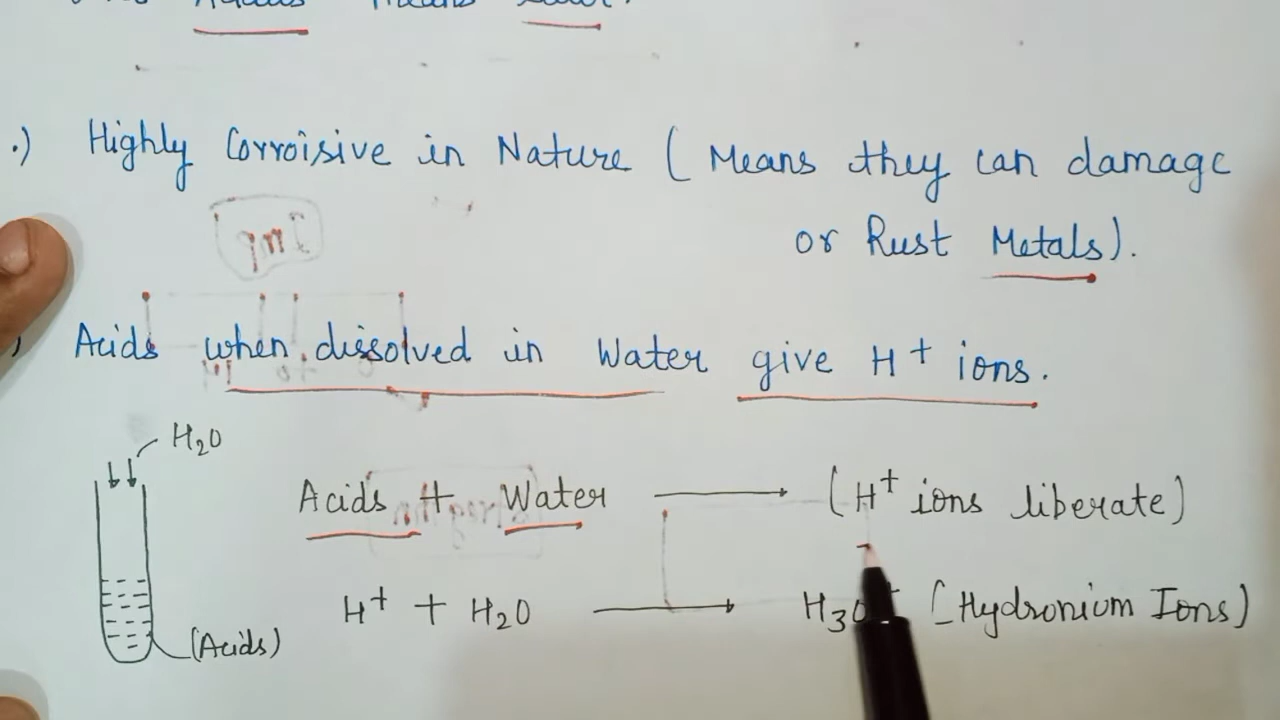 Highly Corroisive in Nature ( Means they can damage
or Rust Metals).
Acids when dissolved in Water give H+ ions.
H2O
Acids + Water → (H+ ions liberate)
H+ + H2O → H3O+ (Hydronium Ions)
(Acids)